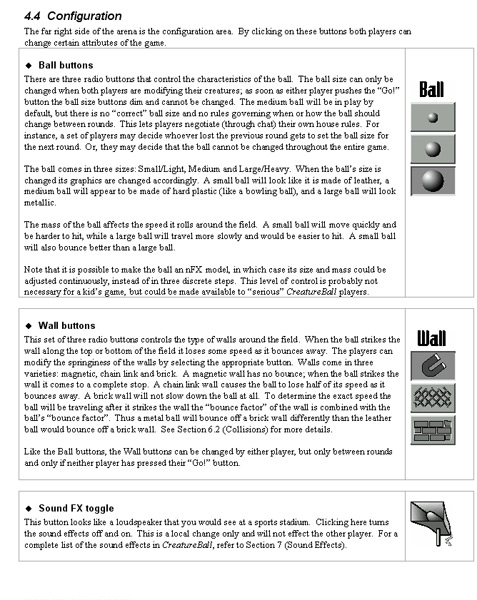 4.4 Configuration
The far right side of the arena is the configuration area. By clicking on these buttons both players can
change certain attributes of the game.
◆ Ball buttons
There are three radio buttons that control the characteristics of the ball. The ball size can only be
changed when both players are modifying their creatures; as soon as either player pushes the “Go!”
button the ball size buttons dim and cannot be changed. The medium ball will be in play by
default, but there is no “correct” ball size and no rules governing when or how the ball should
change between rounds. This lets players negotiate (through chat) their own house rules. For
instance, a set of players may decide whoever lost the previous round gets to set the ball size for
the next round. Or, they may decide that the ball cannot be changed throughout the entire game.
The ball comes in three sizes: Small/Light, Medium and Large/Heavy. When the ball's size is
changed its graphics are changed accordingly. A small ball will look like it is made of leather, a
medium ball will appear to be made of hard plastic (like a bowling ball), and a large ball will look
metallic.
The mass of the ball affects the speed it rolls around the field. A small ball will move quickly and
be harder to hit, while a large ball will travel more slowly and would be easier to hit. A small ball
will also bounce better than a large ball.
Note that it is possible to make the ball an nFX model, in which case its size and mass could be
adjusted continuously, instead of in three discrete steps. This level of control is probably not
necessary for a kid's game, but could be made available to “serious” CreatureBall players.
Ball
◆ Wall buttons
This set of three radio buttons controls the type of walls around the field. When the ball strikes the
wall along the top or bottom of the field it loses some speed as it bounces away. The players can
modify the springiness of the walls by selecting the appropriate button. Walls come in three
varieties: magnetic, chain link and brick. A magnetic wall has no bounce; when the ball strikes the
wall it comes to a complete stop. A chain link wall causes the ball to lose half of its speed as it
bounces away. A brick wall will not slow down the ball at all. To determine the exact speed the
ball will be traveling after it strikes the wall the “bounce factor” of the wall is combined with the
ball's “bounce factor”. Thus a metal ball will bounce off a brick wall differently than the leather
ball would bounce off a brick wall. See Section 6.2 (Collisions) for more details.
Like the Ball buttons, the Wall buttons can be changed by either player, but only between rounds
and only if neither player has pressed their “Go!” button.
Wall
◆ Sound FX toggle
This button looks like a loudspeaker that you would see at a sports stadium. Clicking here turns
the sound effects off and on. This is a local change only and will not effect the other player. For a
complete list of the sound effects in CreatureBall, refer to Section 7 (Sound Effects).